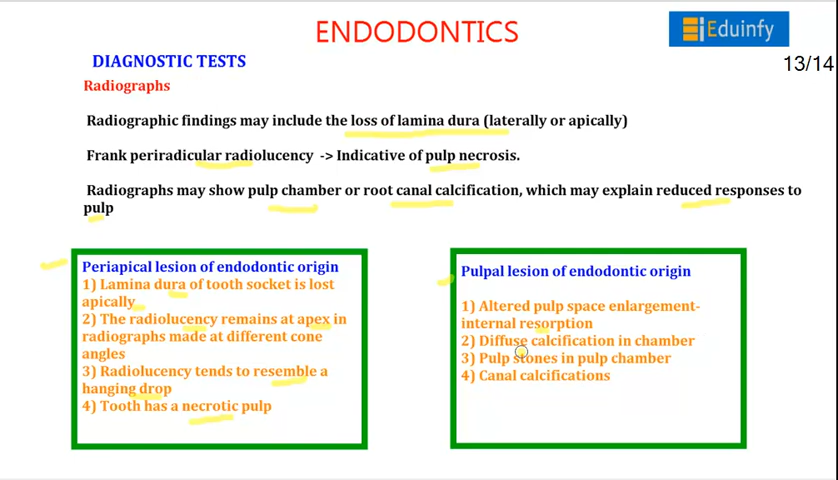 ENDODONTICS
Eduinfy
DIAGNOSTIC TESTS
13/14
Radiographs
Radiographic findings may include the loss of lamina dura (laterally or apically)
Frank periradicular radiolucency -> Indicative of pulp necrosis.
Radiographs may show pulp chamber or root canal calcification, which may explain reduced responses to
pulp
Periapical lesion of endodontic origin
1) Lamina dura of tooth socket is lost
apically
2) The radiolucency remains at apex in
radiographs made at different cone
angles
3) Radiolucency tends to resemble a
hanging drop
4) Tooth has a necrotic pulp
Pulpal lesion of endodontic origin
1) Altered pulp space enlargement-
internal resorption
2) Diffuse calcification in chamber
3) Pulp stones in pulp chamber
4) Canal calcifications